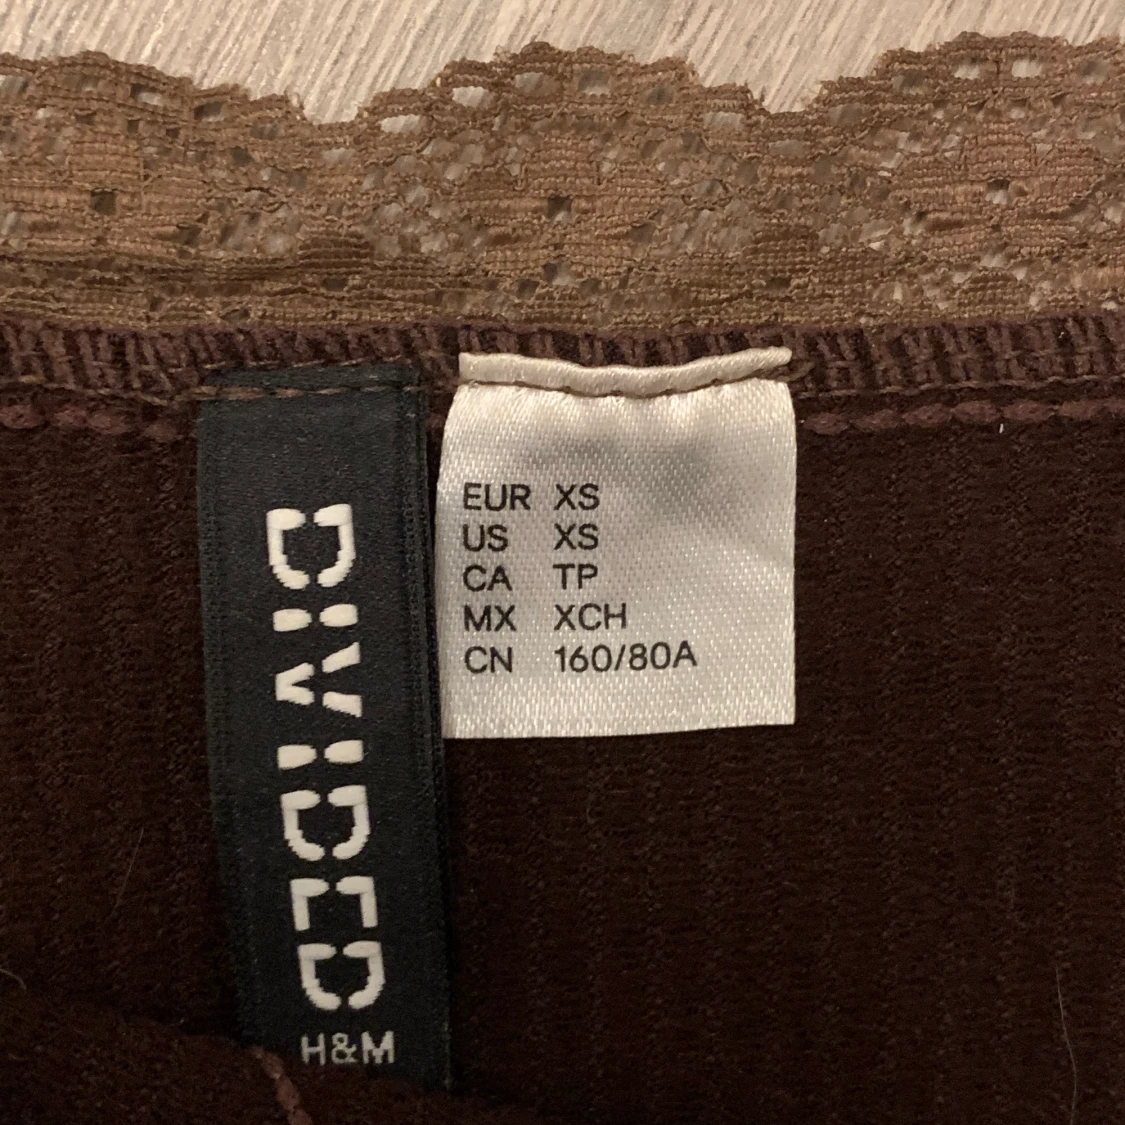 DIVIDED
H&M
EUR XS
US XS
CA TP
MX XCH
CN 160/80A